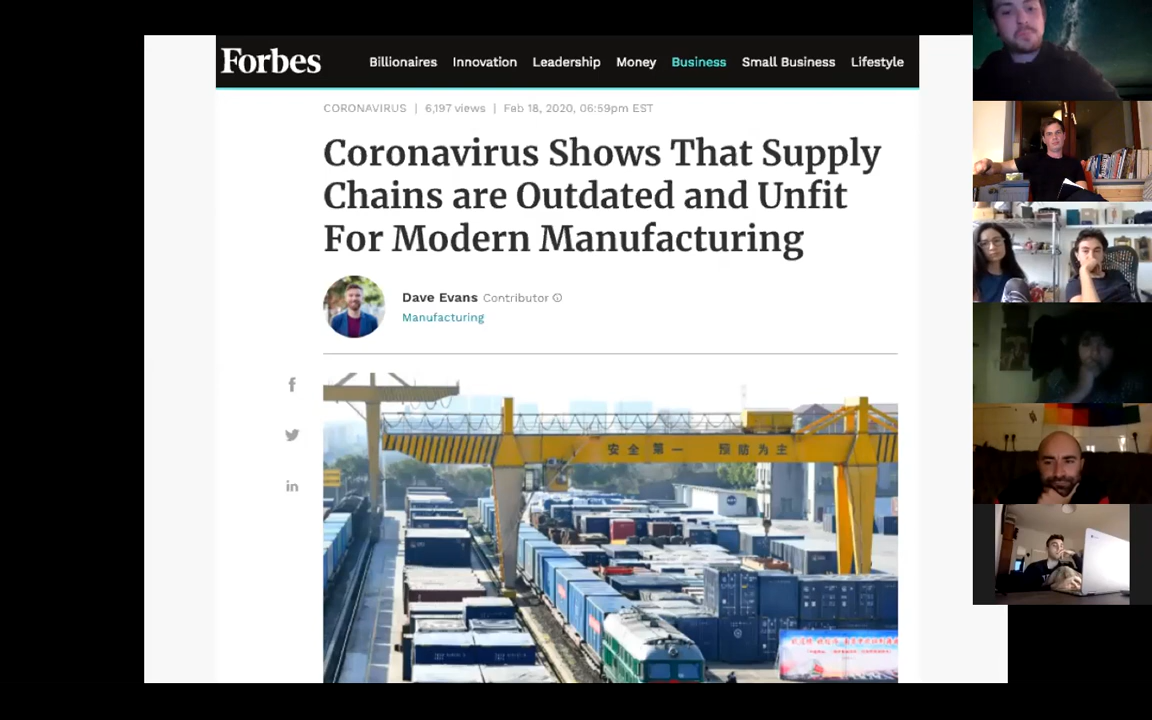 Forbes
Billionaires Innovation Leadership Money Business Small Business Lifestyle
CORONAVIRUS | 6,197 views | Feb 18, 2020, 06:59pm EST
Coronavirus Shows That Supply
Chains are Outdated and Unfit
For Modern Manufacturing
Dave Evans Contributor
Manufacturing
f
in
安全第一 预防为主